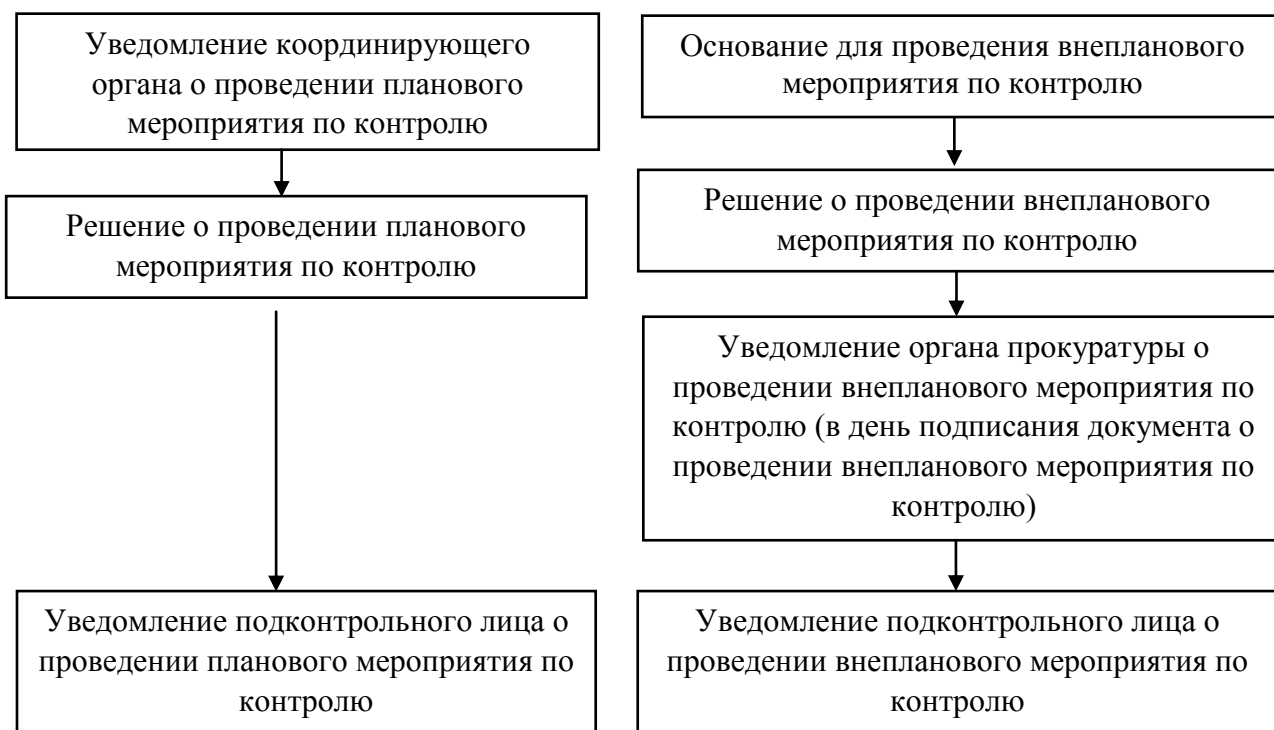 Уведомление координирующего
органа о проведении планового
мероприятия по контролю
Решение о проведении планового
мероприятия по контролю
Уведомление подконтрольного лица о
проведении планового мероприятия по
контролю
Основание для проведения внепланового
мероприятия по контролю
Решение о проведении внепланового
мероприятия по контролю
Уведомление органа прокуратуры о
проведении внепланового мероприятия по
контролю (в день подписания документа о
проведении внепланового мероприятия по
контролю)
Уведомление подконтрольного лица о
проведении внепланового мероприятия по
контролю